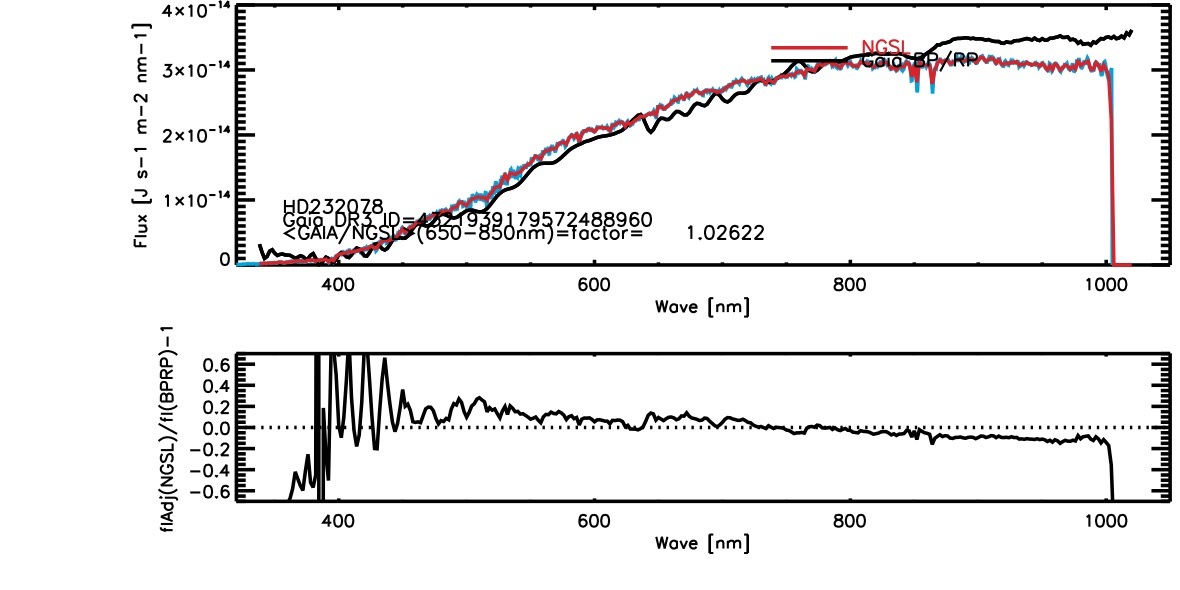 4×10−14
3×10−14
2×10−14
1×10−14
0
Flux [J s−1 m−2 nm−1]
NGSL
Gaia BP/RP
HD232078
Gaia DR3
<GAIA/NGSL>(650−850nm)=factor= 1.02622
400 600 800 1000
Wave [nm]
0.6
0.4
0.2
0.0
−0.2
−0.4
−0.6
flAdj(NGSL)/fl(BPRP)−1
400 600 800 1000
Wave [nm]